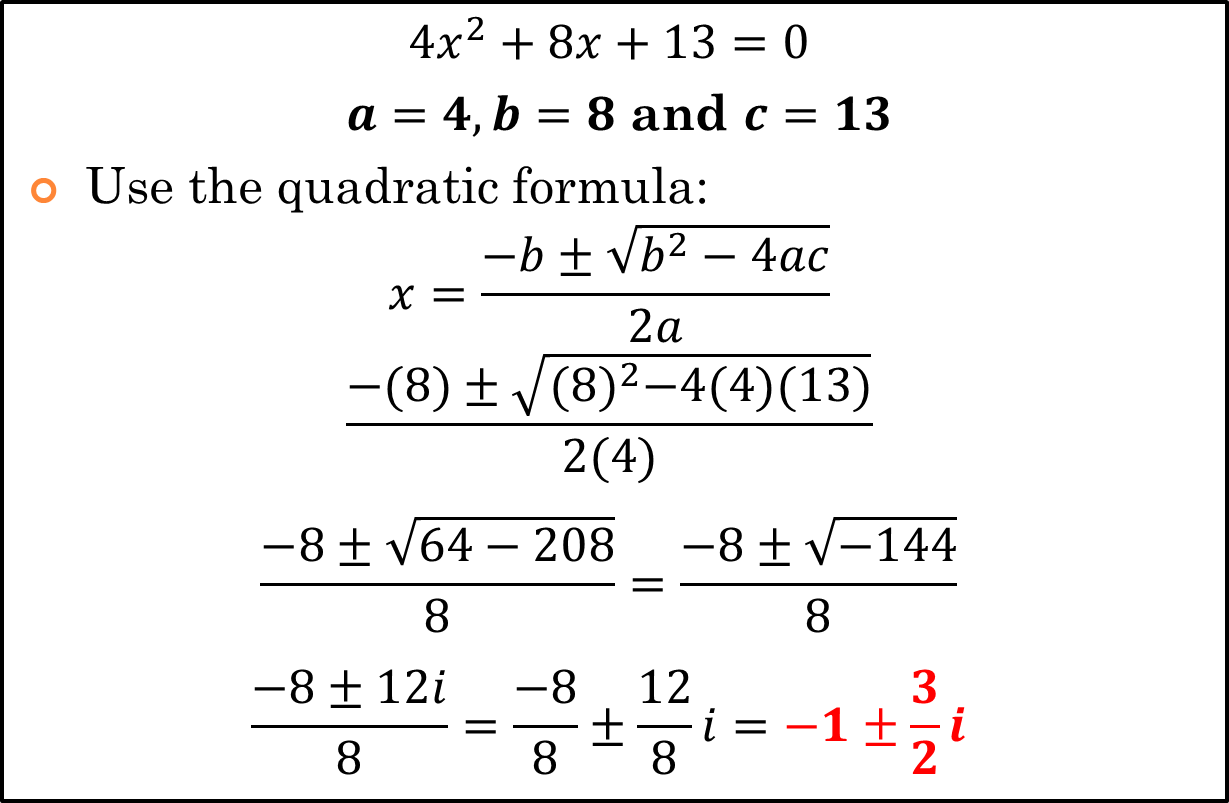 4x² + 8x + 13 = 0
a = 4, b = 8 and c = 13
Use the quadratic formula:
x = (−b ± √(b² − 4ac)) / 2a
(−(8) ± √((8)²−4(4)(13))) / 2(4)
(−8 ± √(64 − 208)) / 8 = (−8 ± √(−144)) / 8
(−8 ± 12i) / 8 = −8/8 ± 12/8 i = −1 ± 3/2 i